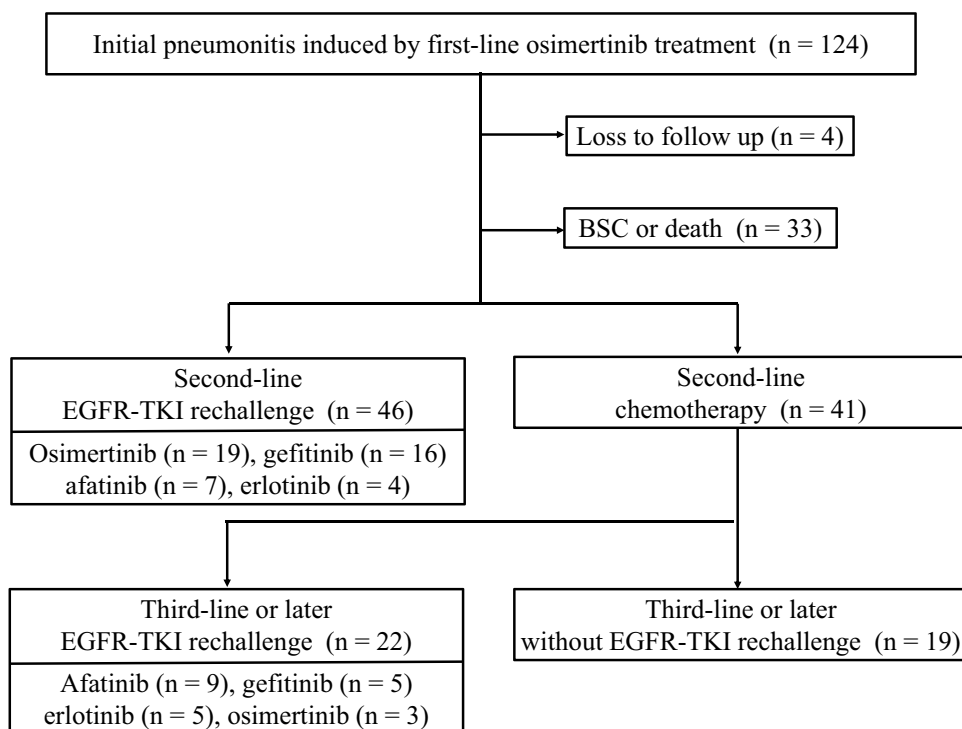 Initial pneumonitis induced by first-line osimertinib treatment (n = 124)
Loss to follow up (n = 4)
BSC or death (n = 33)
Second-line
EGFR-TKI rechallenge (n = 46)
Osimertinib (n = 19), gefitinib (n = 16)
afatinib (n = 7), erlotinib (n = 4)
Second-line
chemotherapy (n = 41)
Third-line or later
EGFR-TKI rechallenge (n = 22)
Afatinib (n = 9), gefitinib (n = 5)
erlotinib (n = 5), osimertinib (n = 3)
Third-line or later
without EGFR-TKI rechallenge (n = 19)